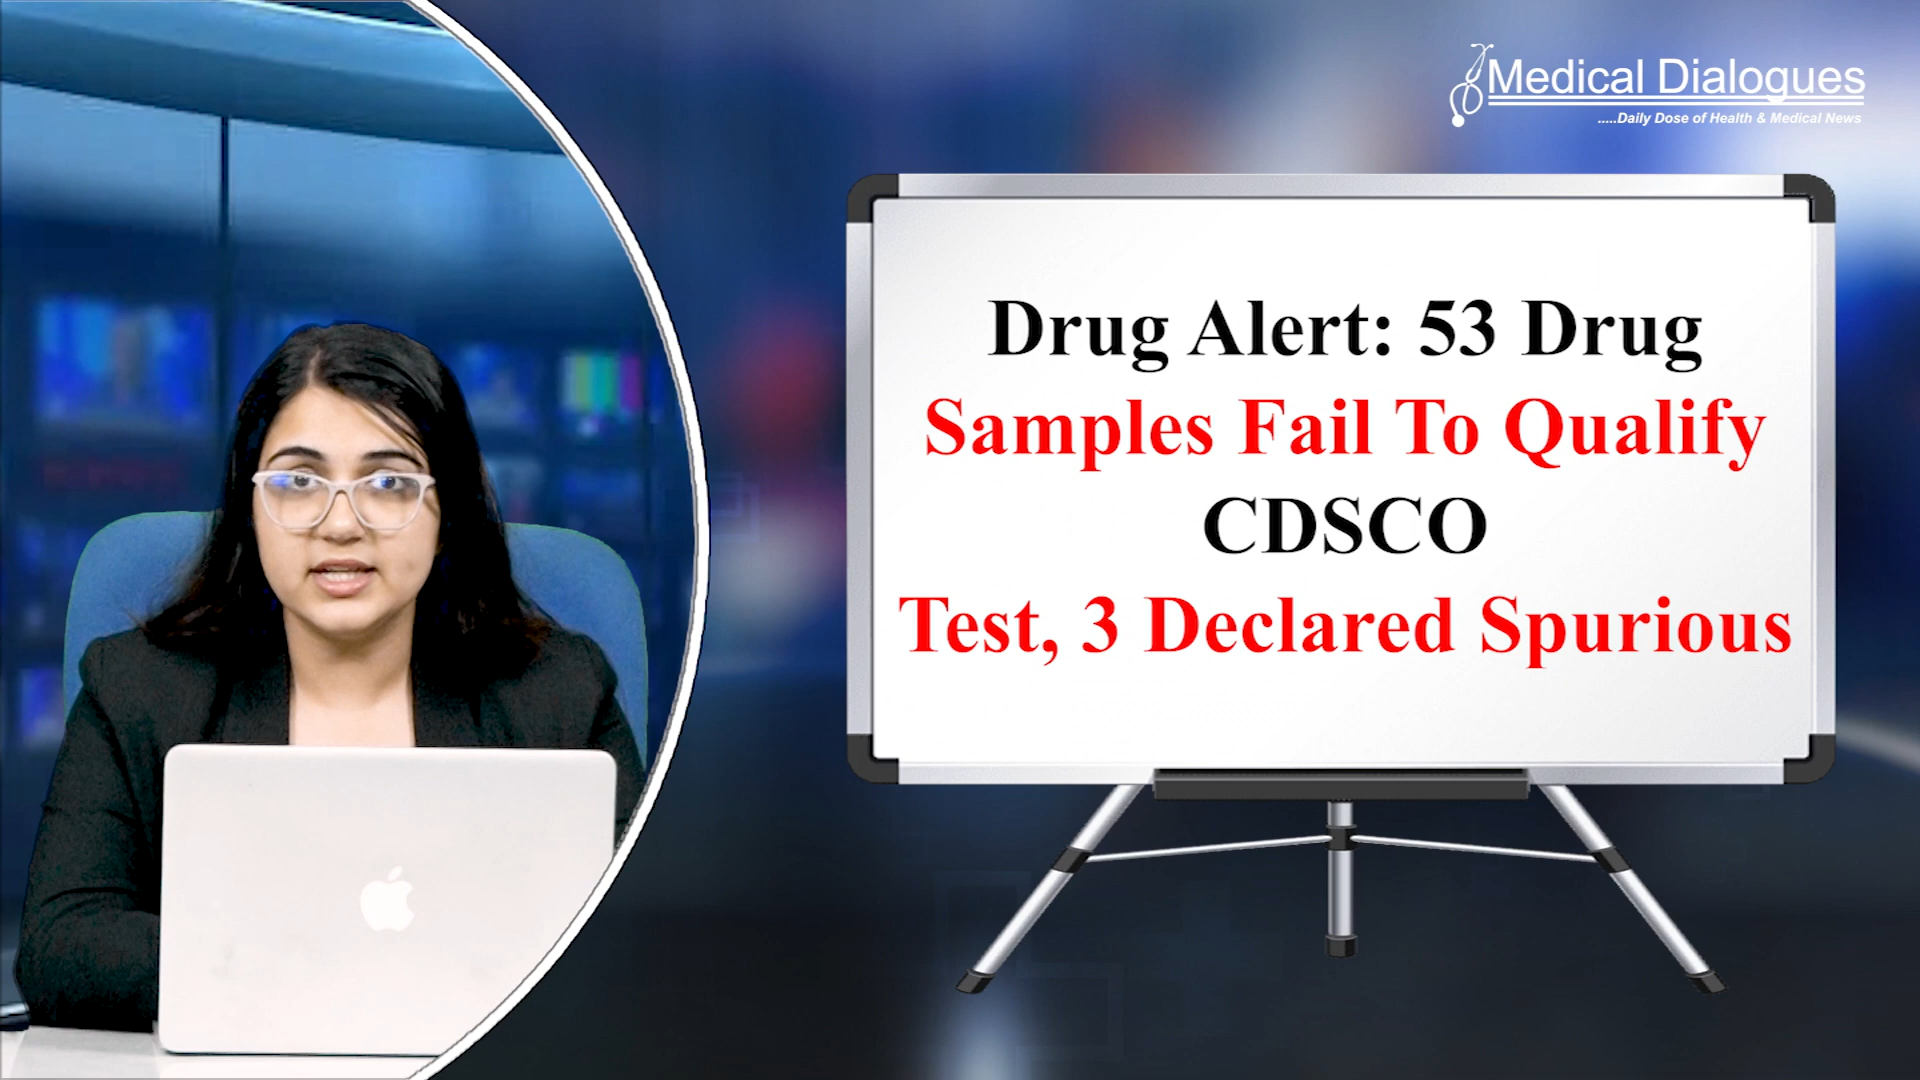 Medical Dialogues
.....Daily Dose of Health & Medical News
Drug Alert: 53 Drug
Samples Fail To Qualify
CDSCO
Test, 3 Declared Spurious